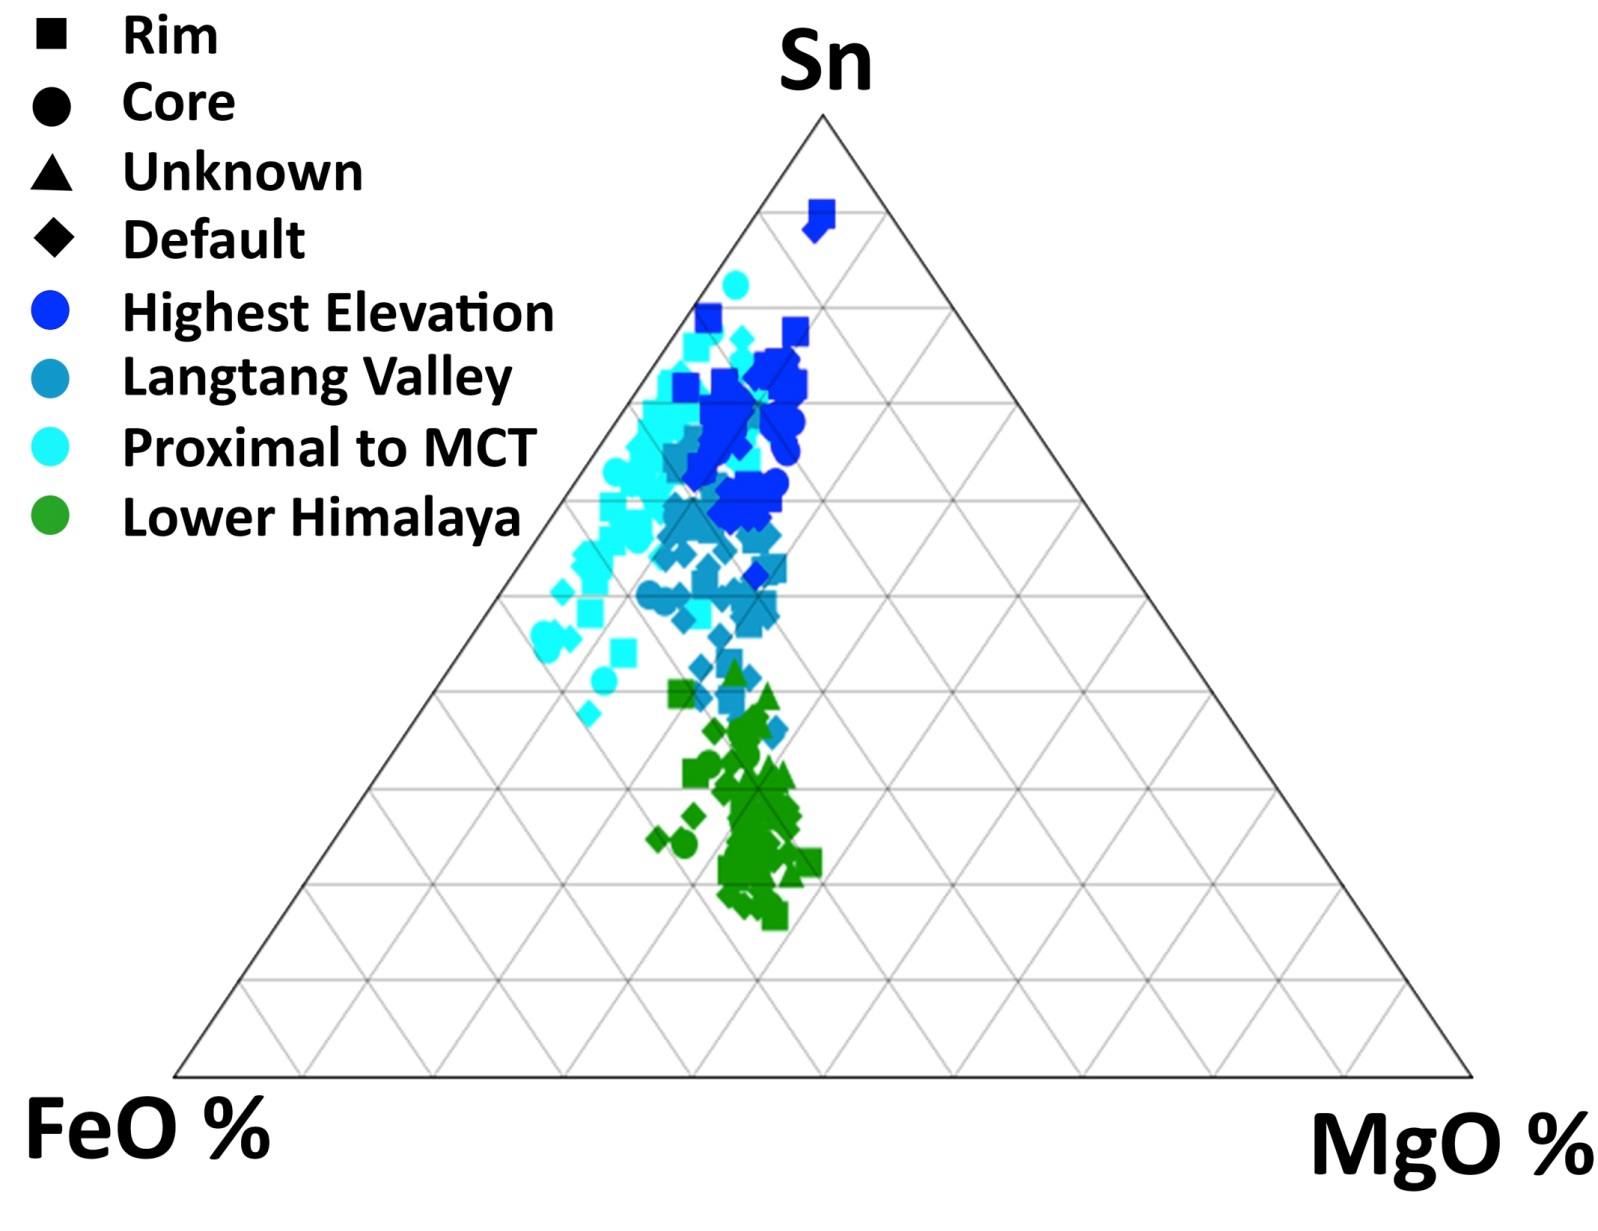 Rim
Core
Unknown
Default
Highest Elevation
Langtang Valley
Proximal to MCT
Lower Himalaya
Sn
FeO %
MgO %